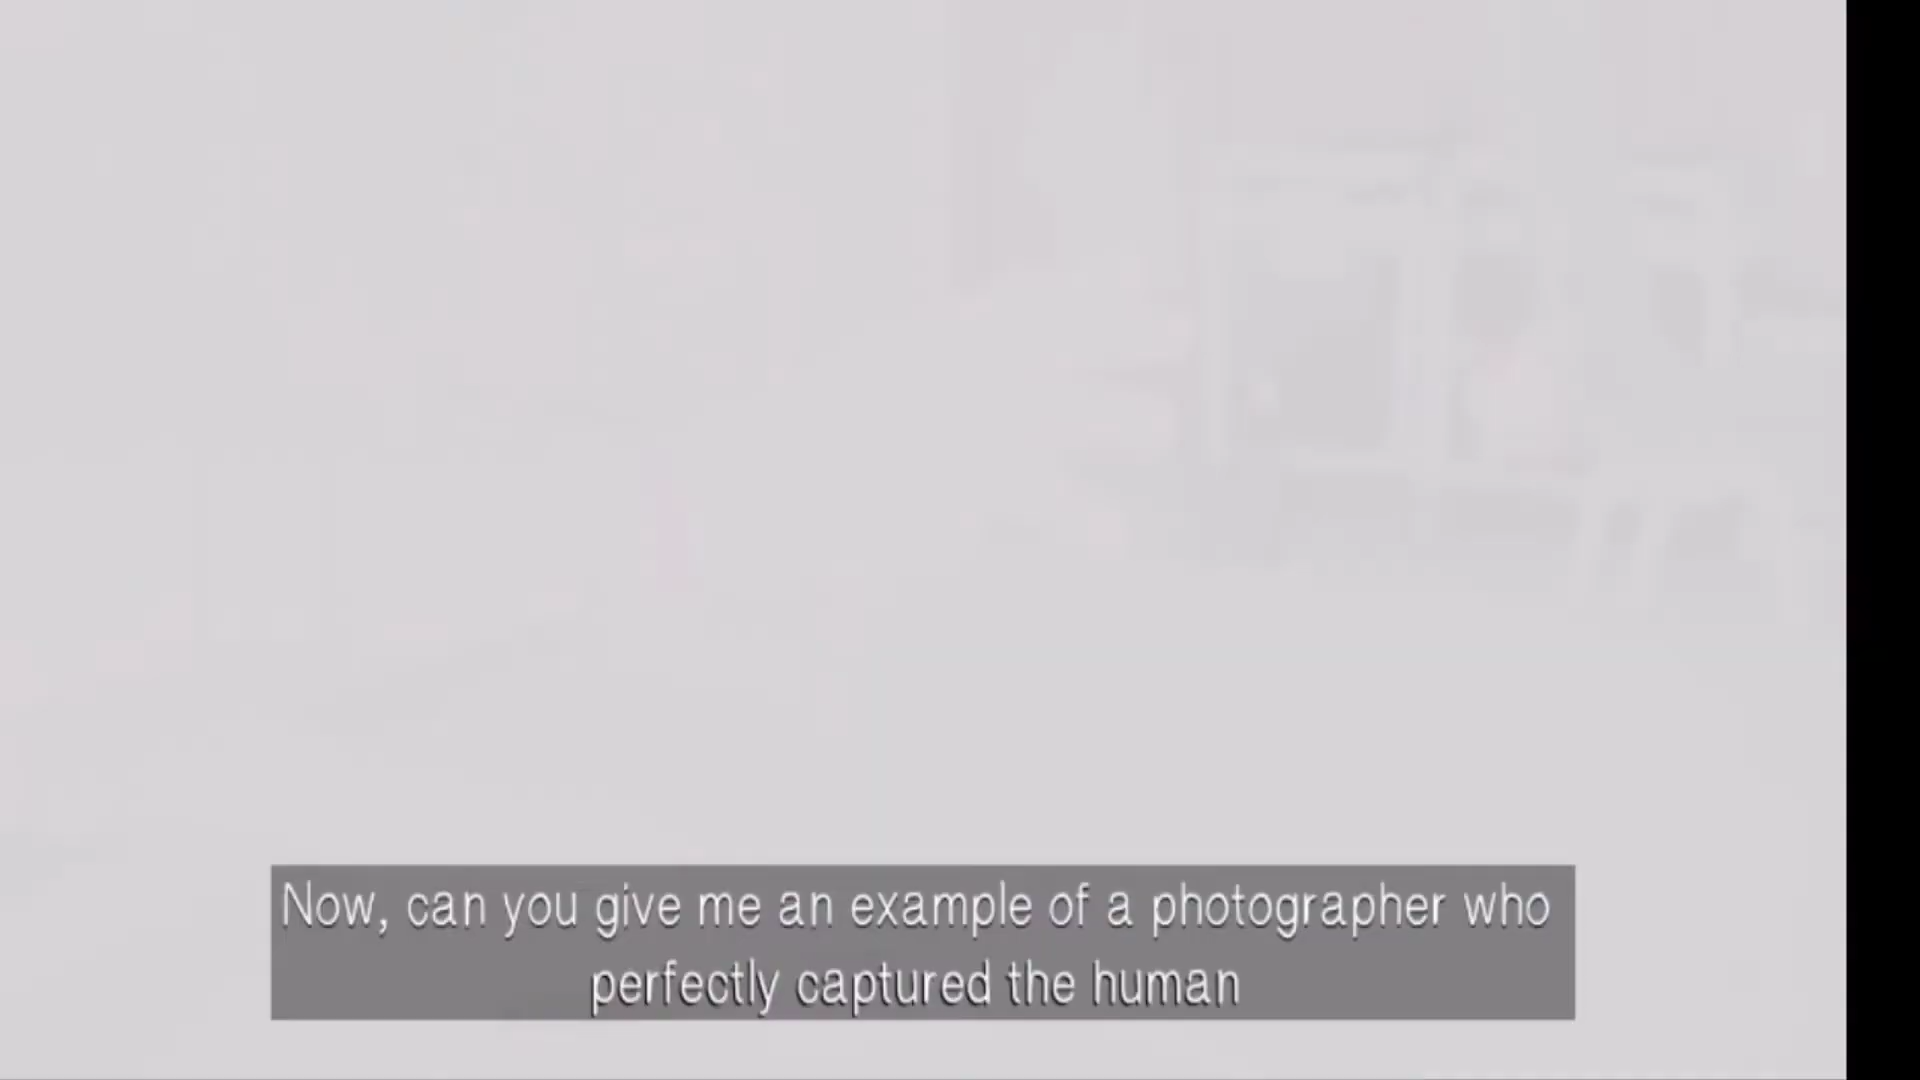 Now, can you give me an example of a photographer who
perfectly captured the human